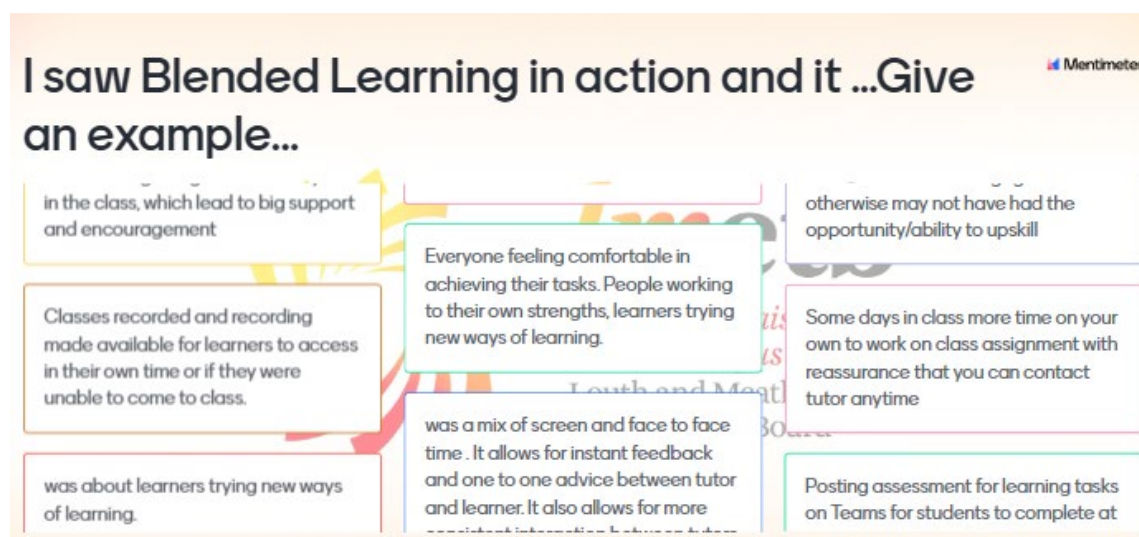 I saw Blended Learning in action and it ...Give
an example...
Mentimeter
in the class, which lead to big support
and encouragement
Classes recorded and recording
made available for learners to access
in their own time or if they were
unable to come to class.
was about learners trying new ways
of learning.
Everyone feeling comfortable in
achieving their tasks. People working
to their own strengths, learners trying
new ways of learning.
was a mix of screen and face to face
time . It allows for instant feedback
and one to one advice between tutor
and learner. It also allows for more
otherwise may not have had the
opportunity/ability to upskill
Some days in class more time on your
own to work on class assignment with
reassurance that you can contact
tutor anytime
Posting assessment for learning tasks
on Teams for students to complete at
Louth and